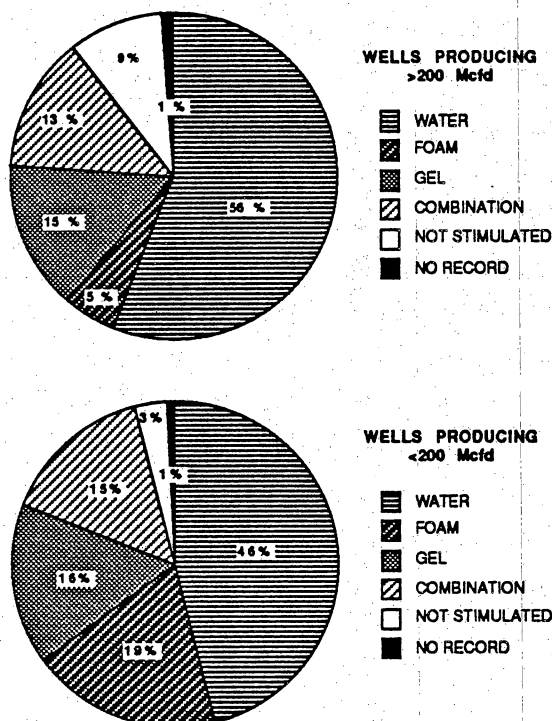 9%
1 %
13 %
56 %
15 %
5 %
WELLS PRODUCING
>200 Mcfd
WATER
FOAM
GEL
COMBINATION
NOT STIMULATED
NO RECORD
3%
1%
15%
46%
16%
19%
WELLS PRODUCING
<200 Mcfd
WATER
FOAM
GEL
COMBINATION
NOT STIMULATED
NO RECORD